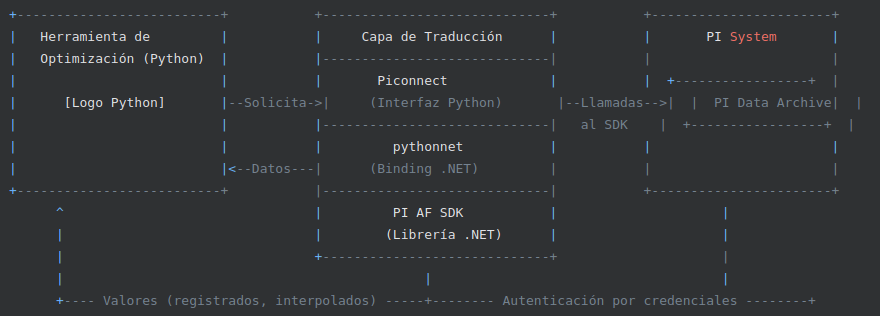 Herramienta de Capa de Traducción PI System
Optimización (Python)
Piconnect
[Logo Python] --Solicita-> (Interfaz Python) --Llamadas--> PI Data Archive
al SDK
pythonnet
<--Datos--- (Binding .NET)
PI AF SDK
(Librería .NET)
Valores (registrados, interpolados) Autenticación por credenciales